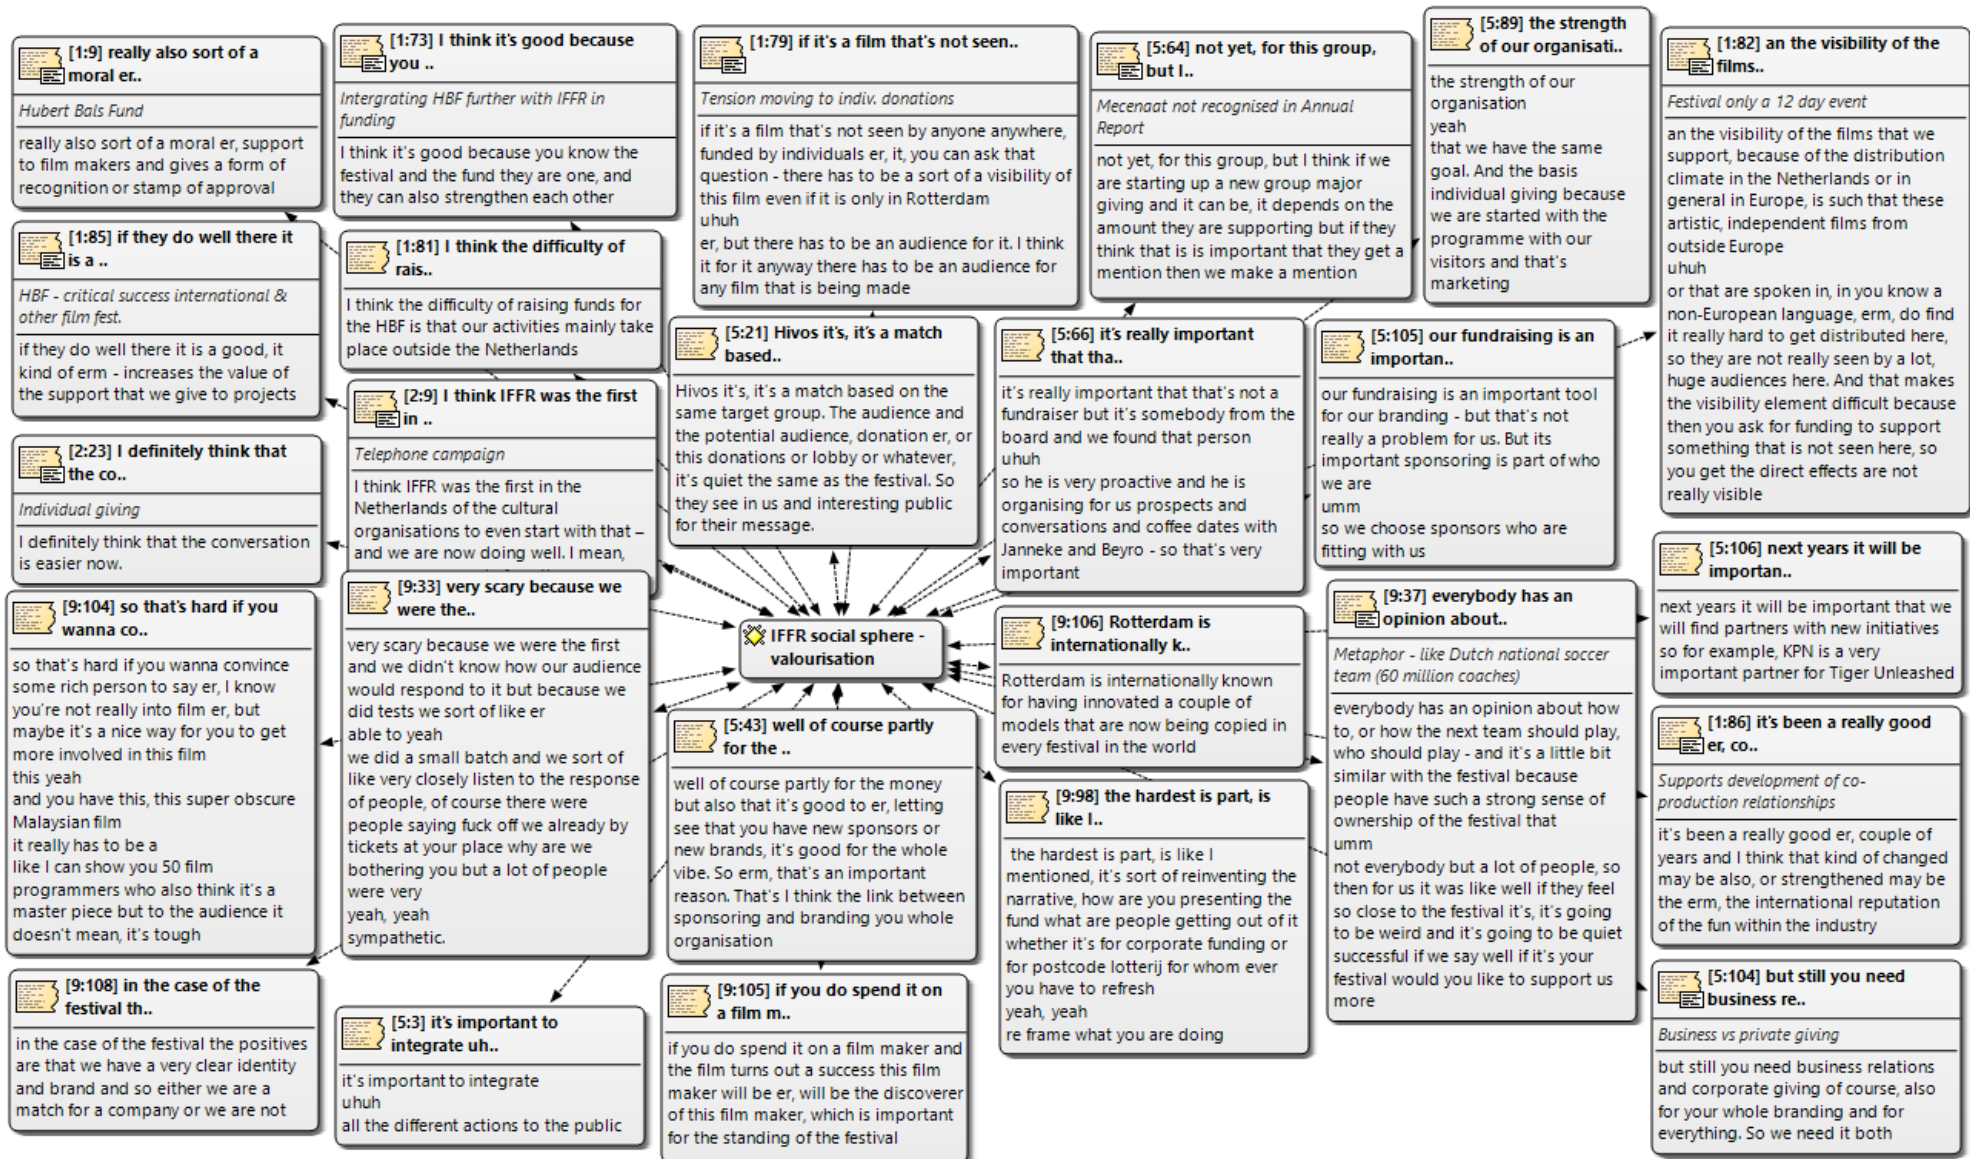 [1:9] really also sort of a
moral er..
Hubert Bals Fund
really also sort of a moral er, support
to film makers and gives a form of
recognition or stamp of approval
[1:73] I think it's good because
you ..
Intergrating HBF further with IFFR in
funding
I think it's good because you know the
festival and the fund they are one, and
they can also strengthen each other
[1:79] if it's a film that's not seen..
Tension moving to indiv. donations
if it's a film that's not seen by anyone anywhere,
funded by individuals er, it, you can ask that
question - there has to be a sort of a visibility of
this film even if it is only in Rotterdam
uhuh
er, but there has to be an audience for it. I think
it for it anyway there has to be an audience for
any film that is being made
[5:64] not yet, for this group,
but I..
Mecenaat not recognised in Annual
Report
not yet, for this group, but I think if we
are starting up a new group major
giving and it can be, it depends on the
amount they are supporting but if they
think that is is important that they get a
mention then we make a mention
[5:89] the strength
of our organisati..
the strength of our
organisation
yeah
that we have the same
goal. And the basis
individual giving because
we are started with the
programme with our
visitors and that's
marketing
[1:82] an the visibility of the
films..
Festival only a 12 day event
an the visibility of the films that we
support, because of the distribution
climate in the Netherlands or in
general in Europe, is such that these
artistic, independent films from
outside Europe
uhuh
or that are spoken in, in you know a
non-European language, erm, do find
it really hard to get distributed here,
so they are not really seen by a lot,
huge audiences here. And that makes
the visibility element difficult because
then you ask for funding to support
something that is not seen here, so
you get the direct effects are not
really visible
[1:85] if they do well there it
is a ..
HBF - critical success international &
other film fest.
if they do well there it is a good, it
kind of erm - increases the value of
the support that we give to projects
[1:81] I think the difficulty of
rais..
I think the difficulty of raising funds for
the HBF is that our activities mainly take
place outside the Netherlands
[5:21] Hivos it's, it's a match
based..
Hivos it's, it's a match based on the
same target group. The audience and
the potential audience, donation er, or
this donations or lobby or whatever,
it's quiet the same as the festival. So
they see in us and interesting public
for their message.
[5:66] it's really important
that tha..
it's really important that that's not a
fundraiser but it's somebody from the
board and we found that person
uhuh
so he is very proactive and he is
organising for us prospects and
conversations and coffee dates with
Janneke and Beyro - so that's very
important
[5:105] our fundraising is an
importan..
our fundraising is an important tool
for our branding - but that's not
really a problem for us. But its
important sponsoring is part of who
we are
umm
so we choose sponsors who are
fitting with us
[2:9] I think IFFR was the first
in ..
Telephone campaign
I think IFFR was the first in the
Netherlands of the cultural
organisations to even start with that –
and we are now doing well. I mean,
[2:23] I definitely think that
the co..
Individual giving
I definitely think that the conversation
is easier now.
[9:33] very scary because we
were the..
very scary because we were the first
and we didn't know how our audience
would respond to it but because we
did tests we sort of like er
able to yeah
we did a small batch and we sort of
like very closely listen to the response
of people, of course there were
people saying fuck off we already by
tickets at your place why are we
bothering you but a lot of people
were very
yeah, yeah
sympathetic.
IFFR social sphere -
valourisation
[9:106] Rotterdam is
internationally k..
Rotterdam is internationally known
for having innovated a couple of
models that are now being copied in
every festival in the world
[9:37] everybody has an
opinion about..
Metaphor - like Dutch national soccer
team (60 million coaches)
everybody has an opinion about how
to, or how the next team should play,
who should play - and it's a little bit
similar with the festival because
people have such a strong sense of
ownership of the festival that
umm
not everybody but a lot of people, so
then for us it was like well if they feel
so close to the festival it's, it's going
to be weird and it's going to be quiet
successful if we say well if it's your
festival would you like to support us
more
[5:106] next years it will be
importan..
next years it will be important that we
will find partners with new initiatives
so for example, KPN is a very
important partner for Tiger Unleashed
[9:104] so that's hard if you
wanna co..
so that's hard if you wanna convince
some rich person to say er, I know
you're not really into film er, but
maybe it's a nice way for you to get
more involved in this film
this yeah
and you have this, this super obscure
Malaysian film
it really has to be a
like I can show you 50 film
programmers who also think it's a
master piece but to the audience it
doesn't mean, it's tough
[5:43] well of course partly
for the ..
well of course partly for the money
but also that it's good to er, letting
see that you have new sponsors or
new brands, it's good for the whole
vibe. So erm, that's an important
reason. That's I think the link between
sponsoring and branding you whole
organisation
[9:98] the hardest is part, is
like I..
the hardest is part, is like I
mentioned, it's sort of reinventing the
narrative, how are you presenting the
fund what are people getting out of it
whether it's for corporate funding or
for postcode lotterij for whom ever
you have to refresh
yeah, yeah
re frame what you are doing
[1:86] it's been a really good
er, co..
Supports development of co-
production relationships
it's been a really good er, couple of
years and I think that kind of changed
may be also, or strengthened may be
the erm, the international reputation
of the fun within the industry
[9:108] in the case of the
festival th..
in the case of the festival the positives
are that we have a very clear identity
and brand and so either we are a
match for a company or we are not
[5:3] it's important to
integrate uh..
it's important to integrate
uhuh
all the different actions to the public
[9:105] if you do spend it on
a film m..
if you do spend it on a film maker and
the film turns out a success this film
maker will be er, will be the discoverer
of this film maker, which is important
for the standing of the festival
[5:104] but still you need
business re..
Business vs private giving
but still you need business relations
and corporate giving of course, also
for your whole branding and for
everything. So we need it both